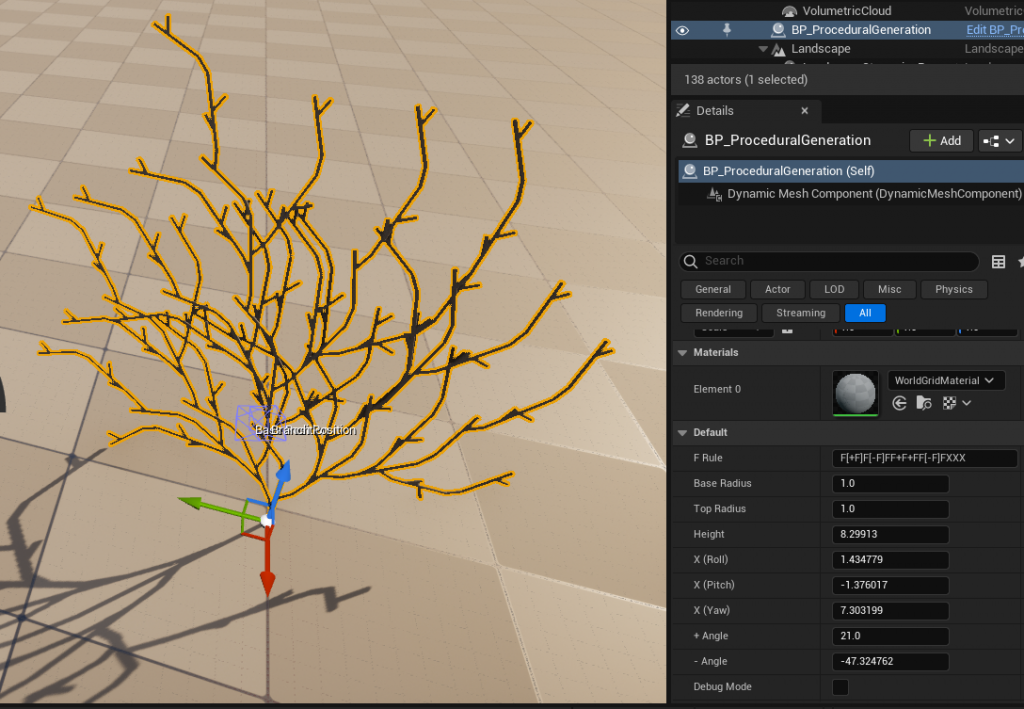 VolumetricCloud
Volumetric
BP_ProceduralGeneration
Edit BP_Pr
Landscape
Landscape
138 actors (1 selected)
Details
BP_ProceduralGeneration
Add
BP_ProceduralGeneration (Self)
Dynamic Mesh Component (DynamicMeshComponent)
Search
General
Actor
LOD
Misc
Physics
Rendering
Streaming
All
Materials
Element 0
WorldGridMaterial
Default
F Rule
F[+F]F[-F]FF+F+FF[-F]FXXX
Base Radius
1.0
Top Radius
1.0
Height
8.29913
X (Roll)
1.434779
X (Pitch)
-1.376017
X (Yaw)
7.303199
+ Angle
21.0
- Angle
-47.324762
Debug Mode